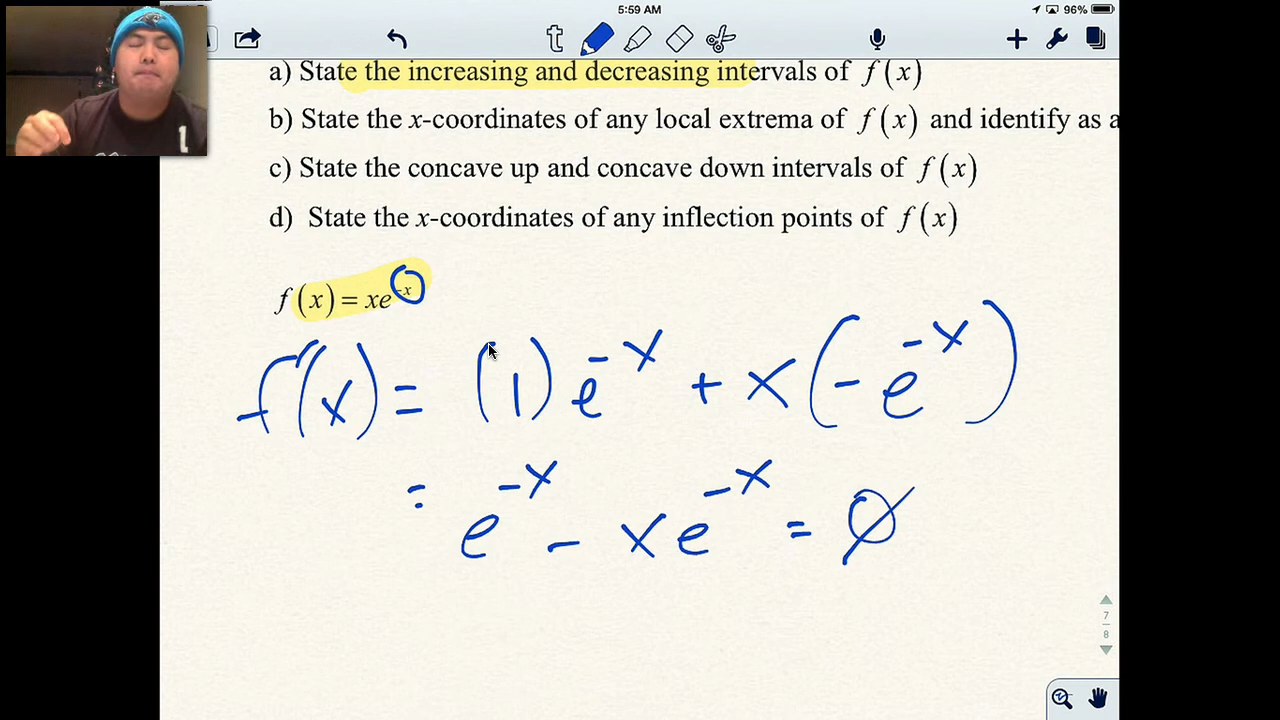 5:59 AM
96%
a) State the increasing and decreasing intervals of f(x)
b) State the x-coordinates of any local extrema of f(x) and identify as a
c) State the concave up and concave down intervals of f(x)
d) State the x-coordinates of any inflection points of f(x)
f(x) = xe^{-x}
f'(x) = (1)e^{-x} + x(-e^{-x})
= e^{-x} - xe^{-x} = 0
7
8